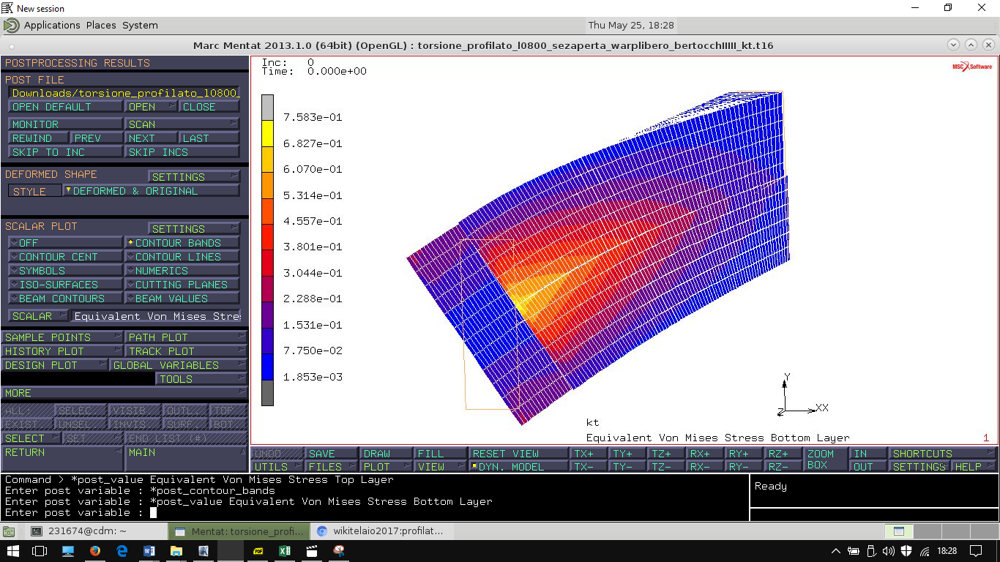 New session
Applications Places System Thu May 25, 18:28
Marc Mentat 2013.1.0 (64bit) (OpenGL) : torsione_profilato_l0800_sezaperta_warplibero_bertocchIIIII_kt.t16
POSTPROCESSING RESULTS
POST FILE
Downloads/torsione_profilato_l0800_
OPEN DEFAULT OPEN CLOSE
MONITOR SCAN
REWIND PREV NEXT LAST
SKIP TO INC SKIP INCS
DEFORMED SHAPE SETTINGS
STYLE DEFORMED & ORIGINAL
SCALAR PLOT SETTINGS
OFF CONTOUR BANDS
CONTOUR CENT CONTOUR LINES
SYMBOLS NUMERICS
ISO-SURFACES CUTTING PLANES
BEAM CONTOURS BEAM VALUES
SCALAR Equivalent Von Mises Stre
SAMPLE POINTS PATH PLOT
HISTORY PLOT TRACK PLOT
DESIGN PLOT GLOBAL VARIABLES
TOOLS
MORE
ALL: SELEC VISIB OUTL. TOP
EXIST UNSEL INVIS SURF. BOT
SELECT SET END LIST (#)
RETURN MAIN
Inc: 0
Time: 0.000e+00
MSC Software
7.583e-01
6.827e-01
6.070e-01
5.314e-01
4.557e-01
3.801e-01
3.044e-01
2.288e-01
1.531e-01
7.750e-02
1.853e-03
Y
Z
XX
kt
Equivalent Von Mises Stress Bottom Layer
1
UNDO SAVE DRAW FILL RESET VIEW TX+ TY+ TZ+ RX+ RY+ RZ+ ZOOM BOX IN SHORTCUTS
UTILS FILES PLOT VIEW DYN. MODEL TX- TY- TZ- RX- RY- RZ- OUT SETTINGS HELP
Command > *post_value Equivalent Von Mises Stress Top Layer
Enter post variable : *post_contour_bands
Enter post variable : *post_value Equivalent Von Mises Stress Bottom Layer
Enter post variable :
Ready
231674@cdm: ~ Mentat: torsione_profi... wikitelaio2017:profilat...
18:28